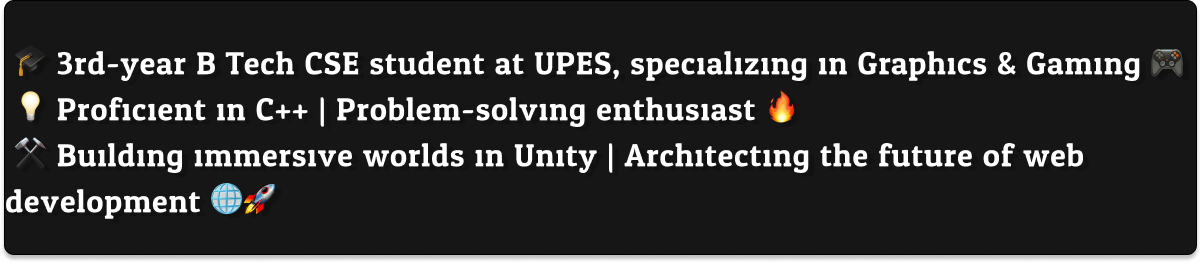 🎓 3rd-year B Tech CSE student at UPES, specializing in Graphics & Gaming 🎮
💡 Proficient in C++ | Problem-solving enthusiast 🔥
⚒️ Building immersive worlds in Unity | Architecting the future of web
development 🌐🚀